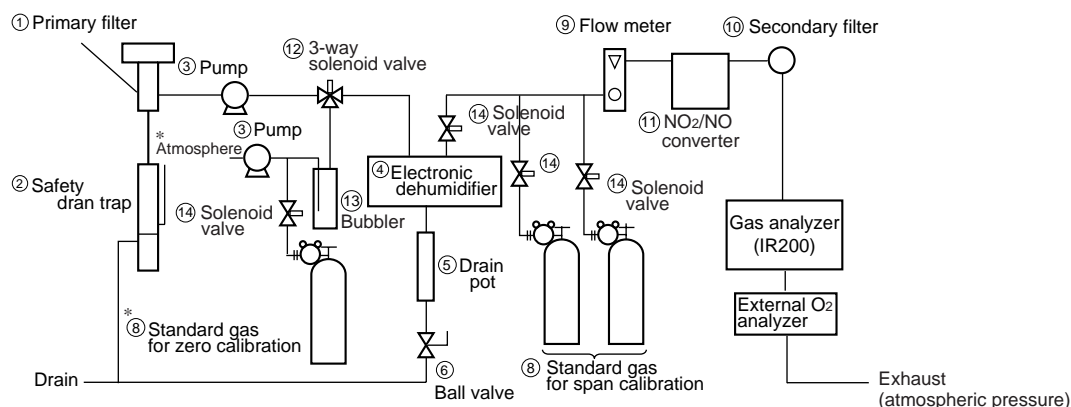 ① Primary filter
③ Pump
⑫ 3-way
solenoid valve
⑨ Flow meter
⑩ Secondary filter
⑭ Solenoid
valve
⑪ NO2/NO
converter
*
Atmosphere
③ Pump
② Safety
dran trap
⑭ Solenoid
valve
⑬
Bubbler
④ Electronic
dehumidifier
⑭
⑭ Solenoid
valve
Gas analyzer
(IR200)
⑤ Drain
pot
External O2
analyzer
*
⑧ Standard gas
for zero calibration
⑥
Ball valve
⑧ Standard gas
for span calibration
Drain
Exhaust
(atmospheric pressure)